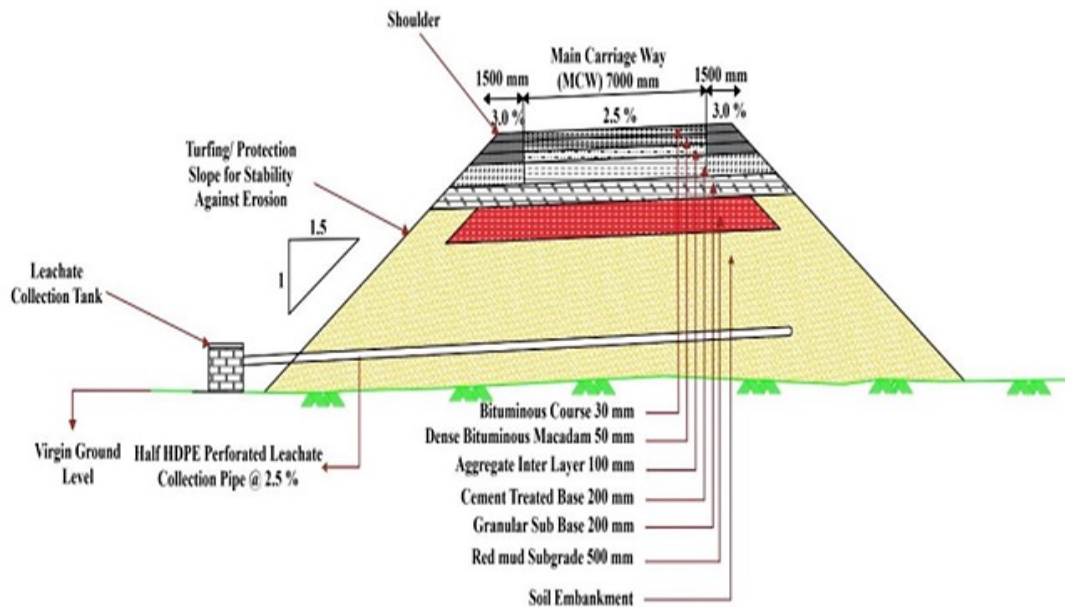 Shoulder
Main Carriage Way
(MCW) 7000 mm
1500 mm
1500 mm
3.0 %
2.5 %
3.0 %
Turfing/ Protection
Slope for Stability
Against Erosion
1.5
1
Leachate
Collection Tank
Virgin Ground
Level
Half HDPE Perforated Leachate
Collection Pipe @ 2.5 %
Bituminous Course 30 mm
Dense Bituminous Macadam 50 mm
Aggregate Inter Layer 100 mm
Cement Treated Base 200 mm
Granular Sub Base 200 mm
Red mud Subgrade 500 mm
Soil Embankment